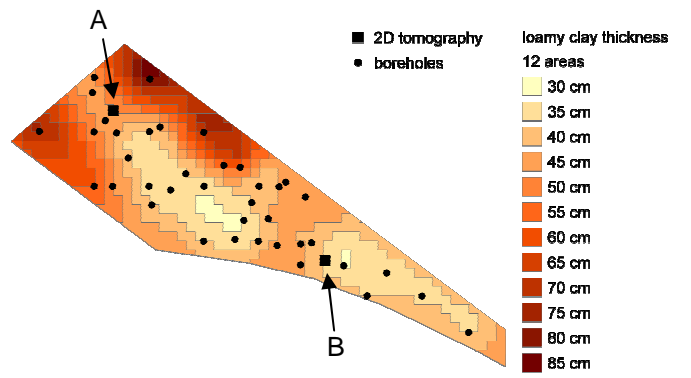 A
2D tomography
boreholes
loamy clay thickness
12 areas
30 cm
35 cm
40 cm
45 cm
50 cm
55 cm
60 cm
65 cm
70 cm
75 cm
80 cm
85 cm
B